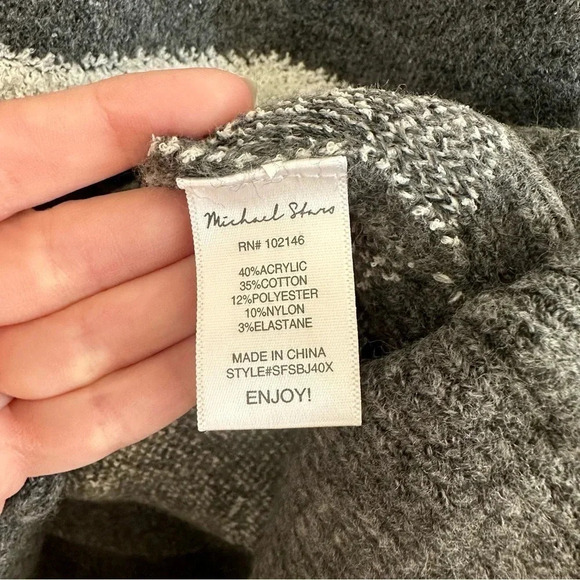 Michael Stars
RN# 102146
40%ACRYLIC
35%COTTON
12%POLYESTER
10%NYLON
3%ELASTANE
MADE IN CHINA
STYLE#SFSBJ40X
ENJOY!